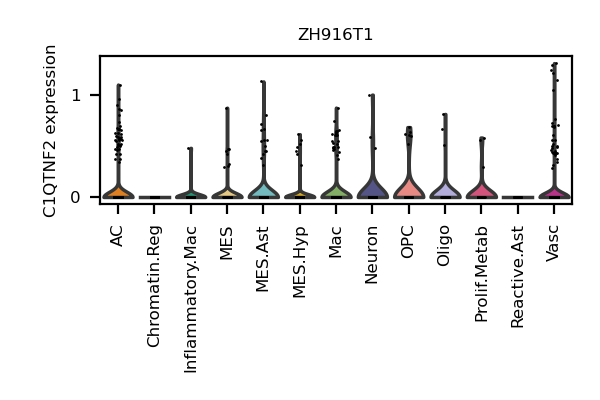 ZH916T1
C1QTNF2 expression
1
0
AC
Chromatin.Reg
Inflammatory.Mac
MES
MES.Ast
MES.Hyp
Mac
Neuron
OPC
Oligo
Prolif.Metab
Reactive.Ast
Vasc